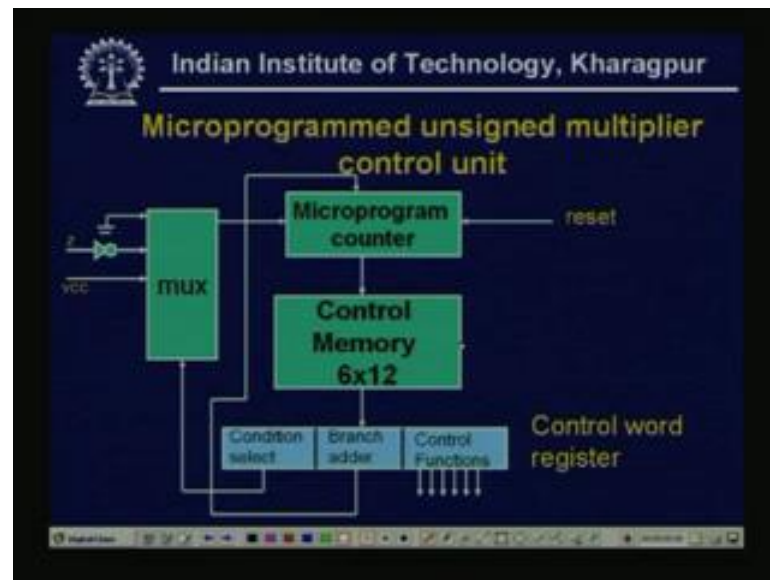 Indian Institute of Technology, Kharagpur
Microprogrammed unsigned multiplier
control unit
Microprogram
counter
reset
z
vcc
mux
Control
Memory
6x12
Condition
select
Branch
adder
Control
Functions
Control word
register